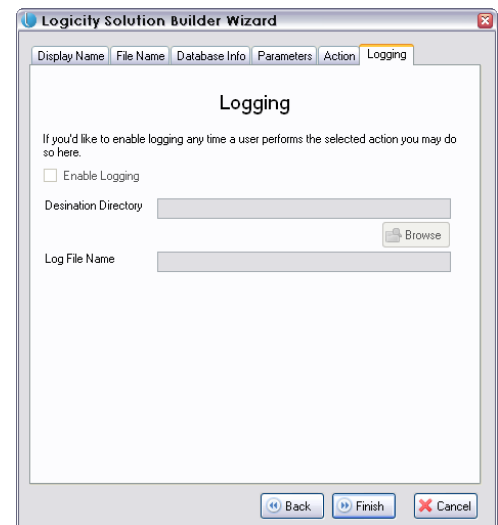 Logicity Solution Builder Wizard
Display Name File Name Database Info Parameters Action Logging
Logging
If you'd like to enable logging any time a user performs the selected action you may do
so here.
Enable Logging
Desination Directory
Browse
Log File Name
Back Finish Cancel